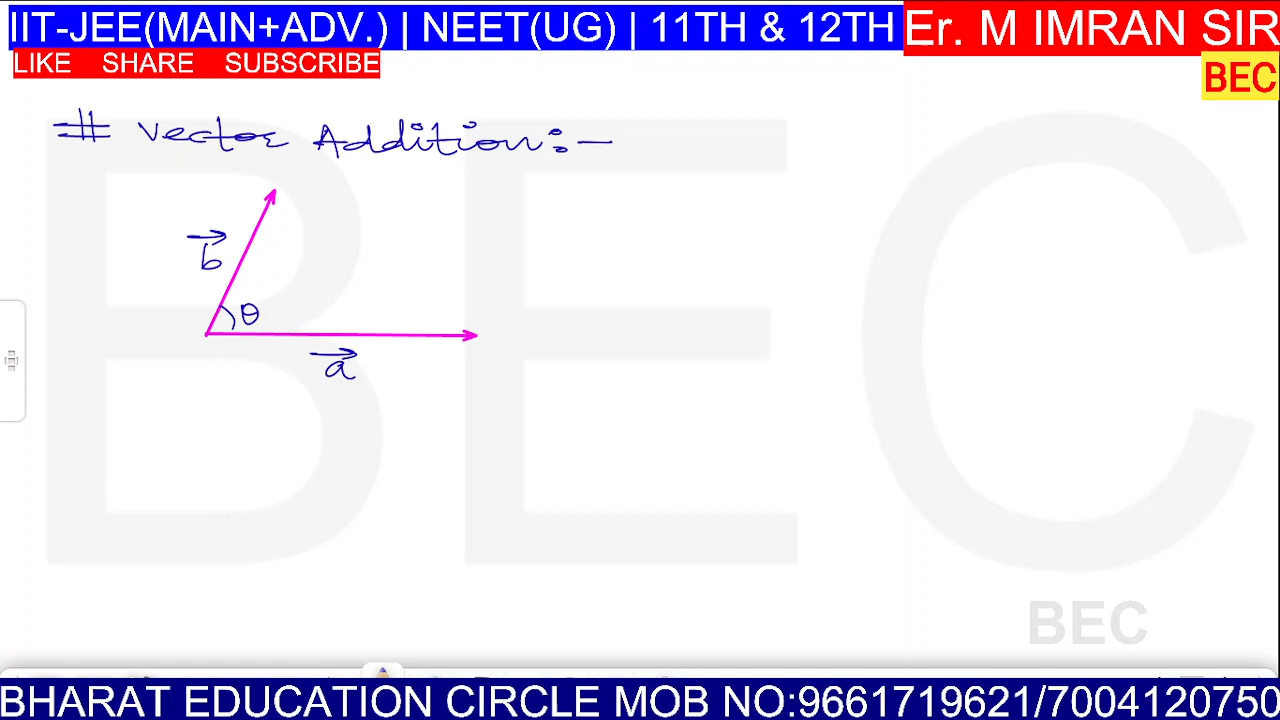 IIT-JEE(MAIN+ADV.) | NEET(UG) | 11TH & 12TH Er. M IMRAN SIR
LIKE SHARE SUBSCRIBE
BEC
# Vector Addition:-
b
θ
a
BEC
BEC
BHARAT EDUCATION CIRCLE MOB NO:9661719621/7004120750